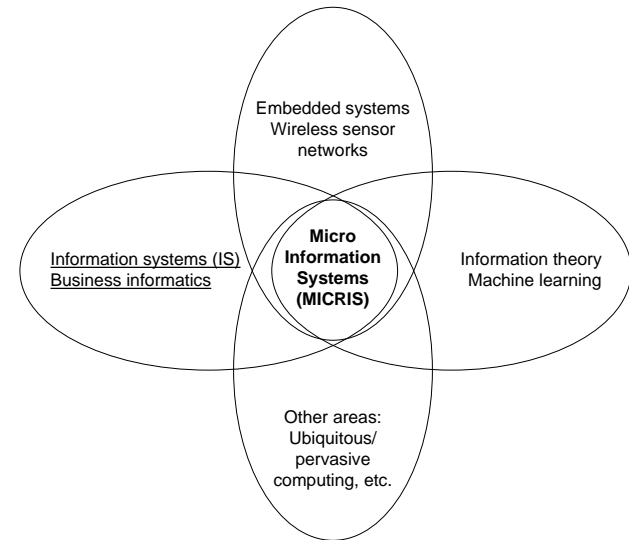 Embedded systems
Wireless sensor
networks
Information systems (IS)
Business informatics
Micro
Information
Systems
(MICRIS)
Information theory
Machine learning
Other areas:
Ubiquitous/
pervasive
computing, etc.